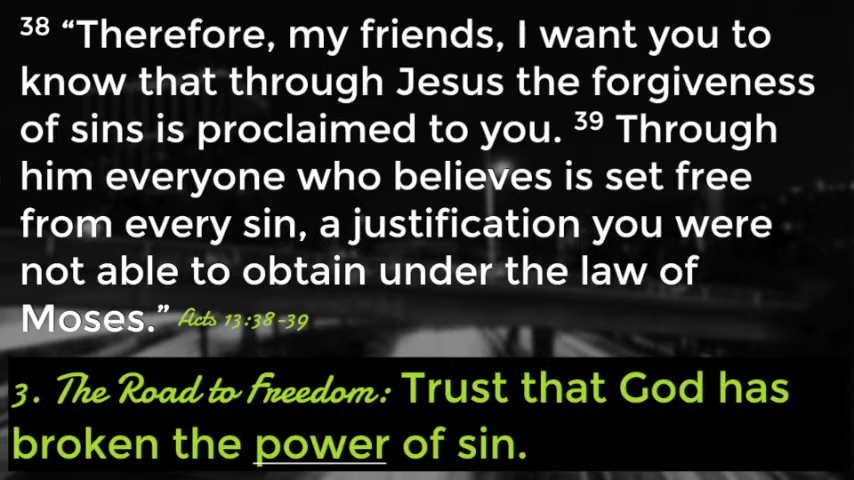 38 “Therefore, my friends, I want you to
know that through Jesus the forgiveness
of sins is proclaimed to you. 39 Through
him everyone who believes is set free
from every sin, a justification you were
not able to obtain under the law of
Moses.” Acts 13:38-39
3. The Road to Freedom: Trust that God has
broken the power of sin.